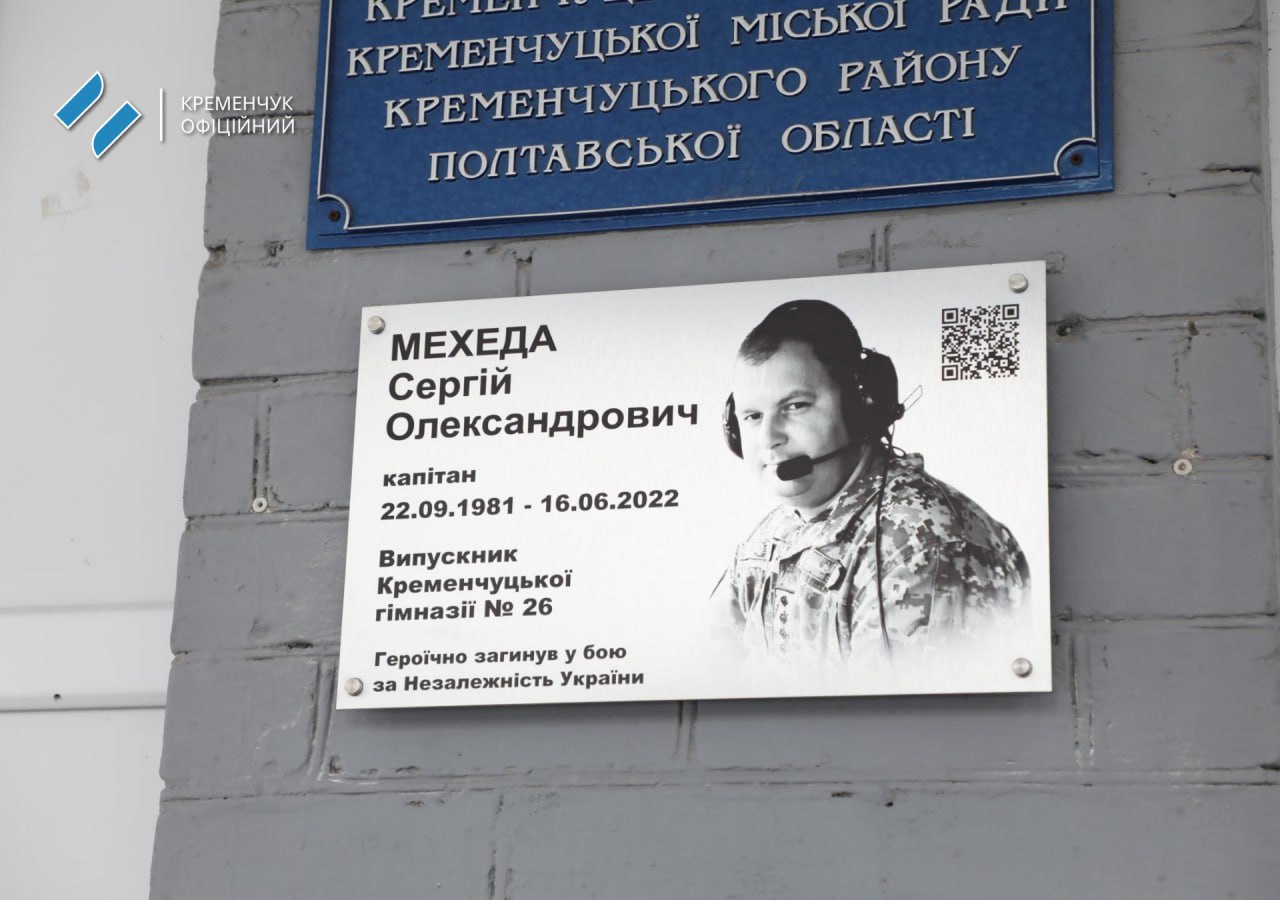 КРЕМЕНЧУК
ОФІЦІЙНИЙ
КРЕМЕНЧУЦЬКОЇ МІСЬКОЇ РАДИ
КРЕМЕНЧУЦЬКОГО РАЙОНУ
ПОЛТАВСЬКОЇ ОБЛАСТІ
МЕХЕДА
Сергій
Олександрович
капітан
22.09.1981 - 16.06.2022
Випускник
Кременчуцької
гімназії № 26
Героїчно загинув у бою
за Незалежність України